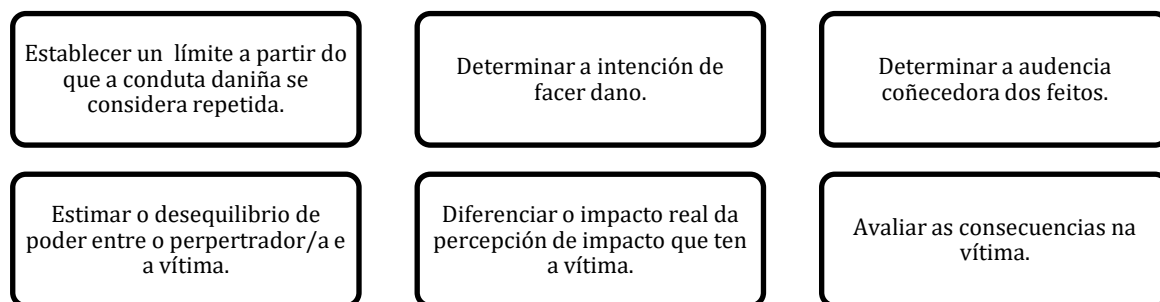 Establecer un  límite a partir do
que a conduta daniña se
considera repetida.
Determinar a intención de
facer dano.
Determinar a audencia
coñecedora dos feitos.
Estimar o desequilibrio de
poder entre o perpertrador/a e
a vítima.
Diferenciar o impacto real da
percepción de impacto que ten
a vítima.
Avaliar as consecuencias na
vítima.